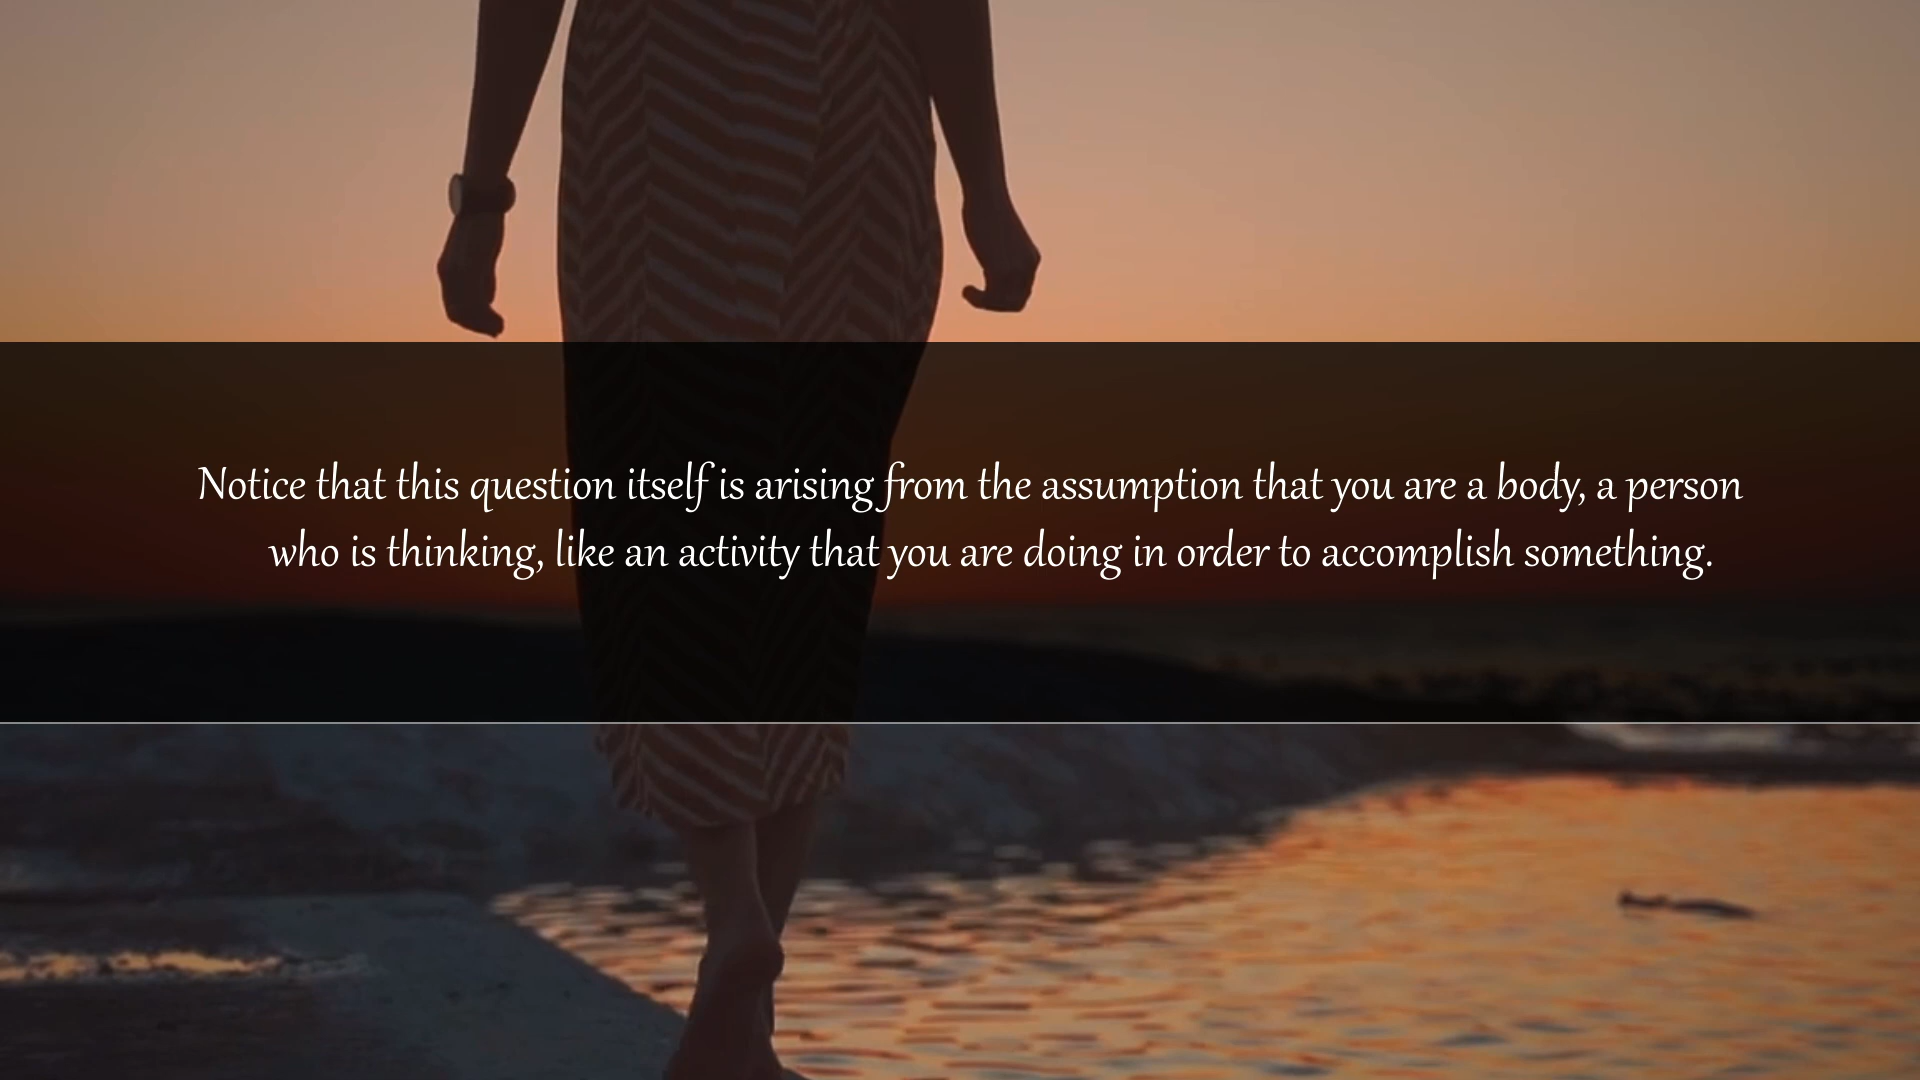 Notice that this question itself is arising from the assumption that you are a body, a person
who is thinking, like an activity that you are doing in order to accomplish something.